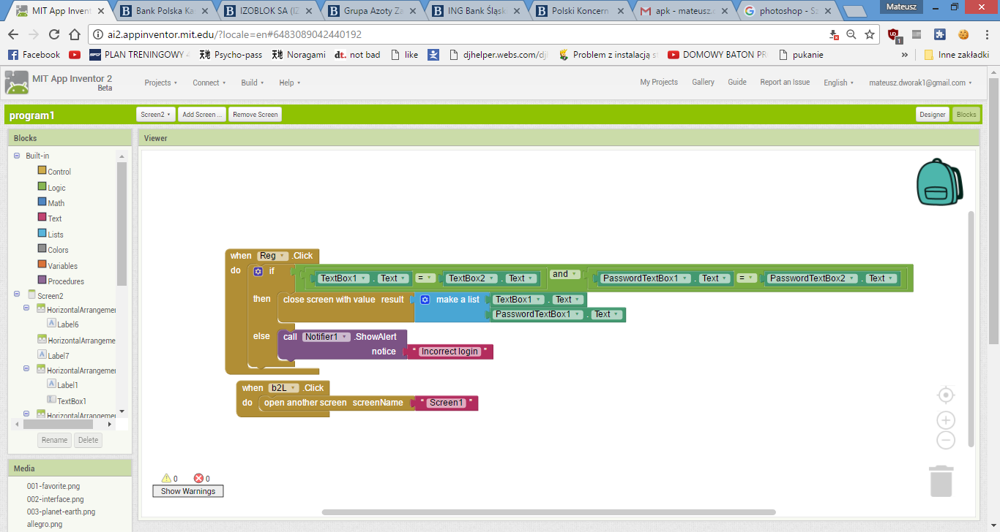 MIT App Inventor 2
Bank Polska Ka
IZOBLOK SA (IZ
Grupa Azoty Za
ING Bank Śląsk
Polski Koncern
apk - mateusz.
photoshop - Sz
Mateusz
ai2.appinventor.mit.edu/?locale=en#6483089042440192
Facebook
PLAN TRENINGOWY 4
Psycho-pass
Noragami
dt. not bad
like
djhelper.webs.com/dj
Problem z instalacją s
DOMOWY BATON PR
pukanie
»
Inne zakładki
MIT App Inventor 2
Beta
Projects
Connect
Build
Help
My Projects
Gallery
Guide
Report an Issue
English
mateusz.dworak1@gmail.com
program1
Screen2
Add Screen ...
Remove Screen
Designer
Blocks
Blocks
Built-in
Control
Logic
Math
Text
Lists
Colors
Variables
Procedures
Screen2
HorizontalArrangeme
Label6
HorizontalArrangeme
Label7
HorizontalArrangeme
Label1
TextBox1
HorizontalArrangeme
Rename
Delete
Media
001-favorite.png
002-interface.png
003-planet-earth.png
allegro.png
Viewer
when Reg .Click
do if TextBox1 . Text = TextBox2 . Text and PasswordTextBox1 . Text = PasswordTextBox2 . Text
then close screen with value result make a list TextBox1 . Text
PasswordTextBox1 . Text
else call Notifier1 .ShowAlert
notice “ Incorrect login ”
when b2L .Click
do open another screen screenName “ Screen1 ”
0
0
Show Warnings